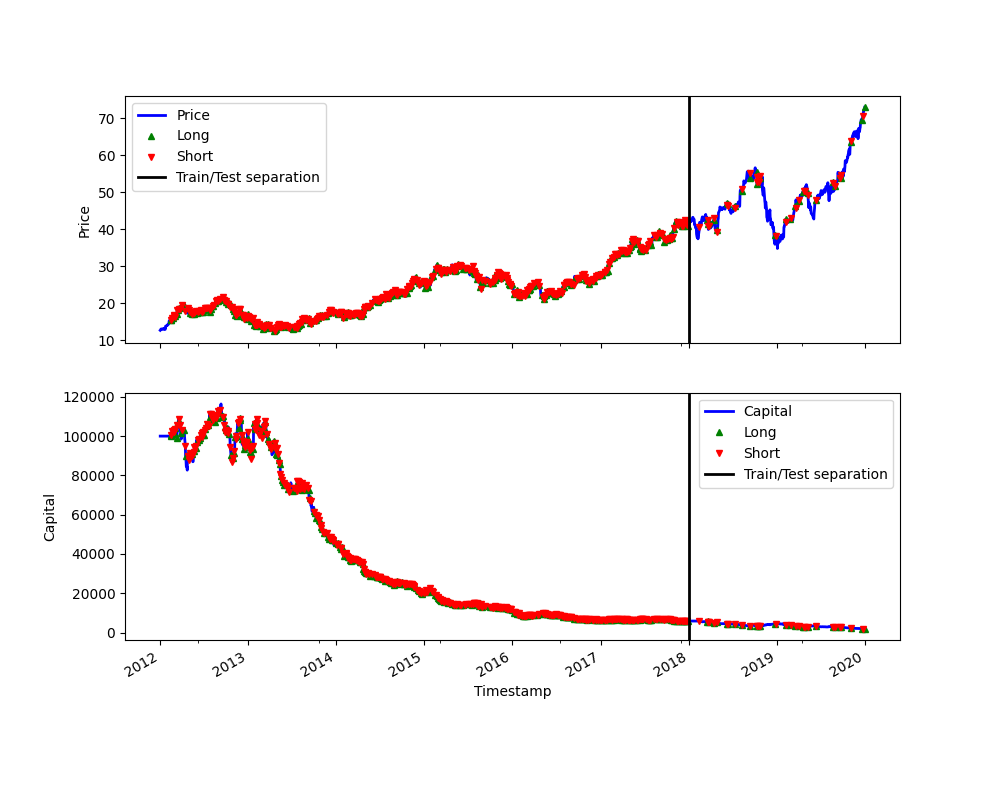 Price
Long
Short
Train/Test separation
70
60
50
40
30
20
10
Price
120000
100000
80000
60000
40000
20000
0
Capital
Capital
Long
Short
Train/Test separation
2012 2013 2014 2015 2016 2017 2018 2019 2020
Timestamp